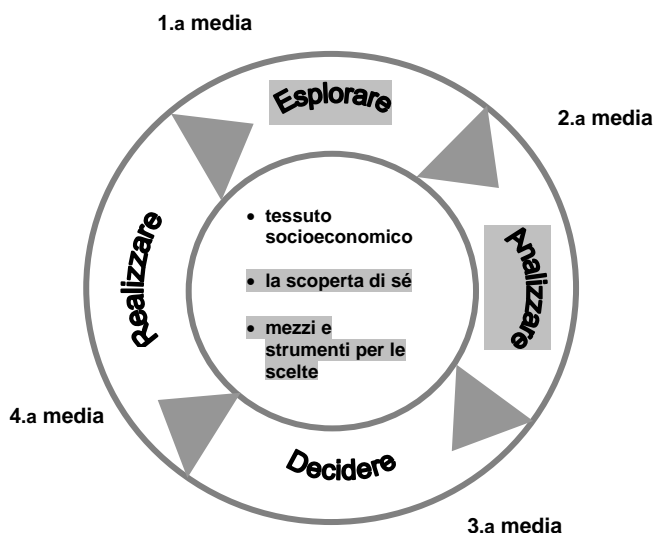 1.a media
Esplorare
2.a media
Analizzare
• tessuto
socioeconomico
• la scoperta di sé
• mezzi e
strumenti per le
scelte
Realizzare
4.a media
Decidere
3.a media